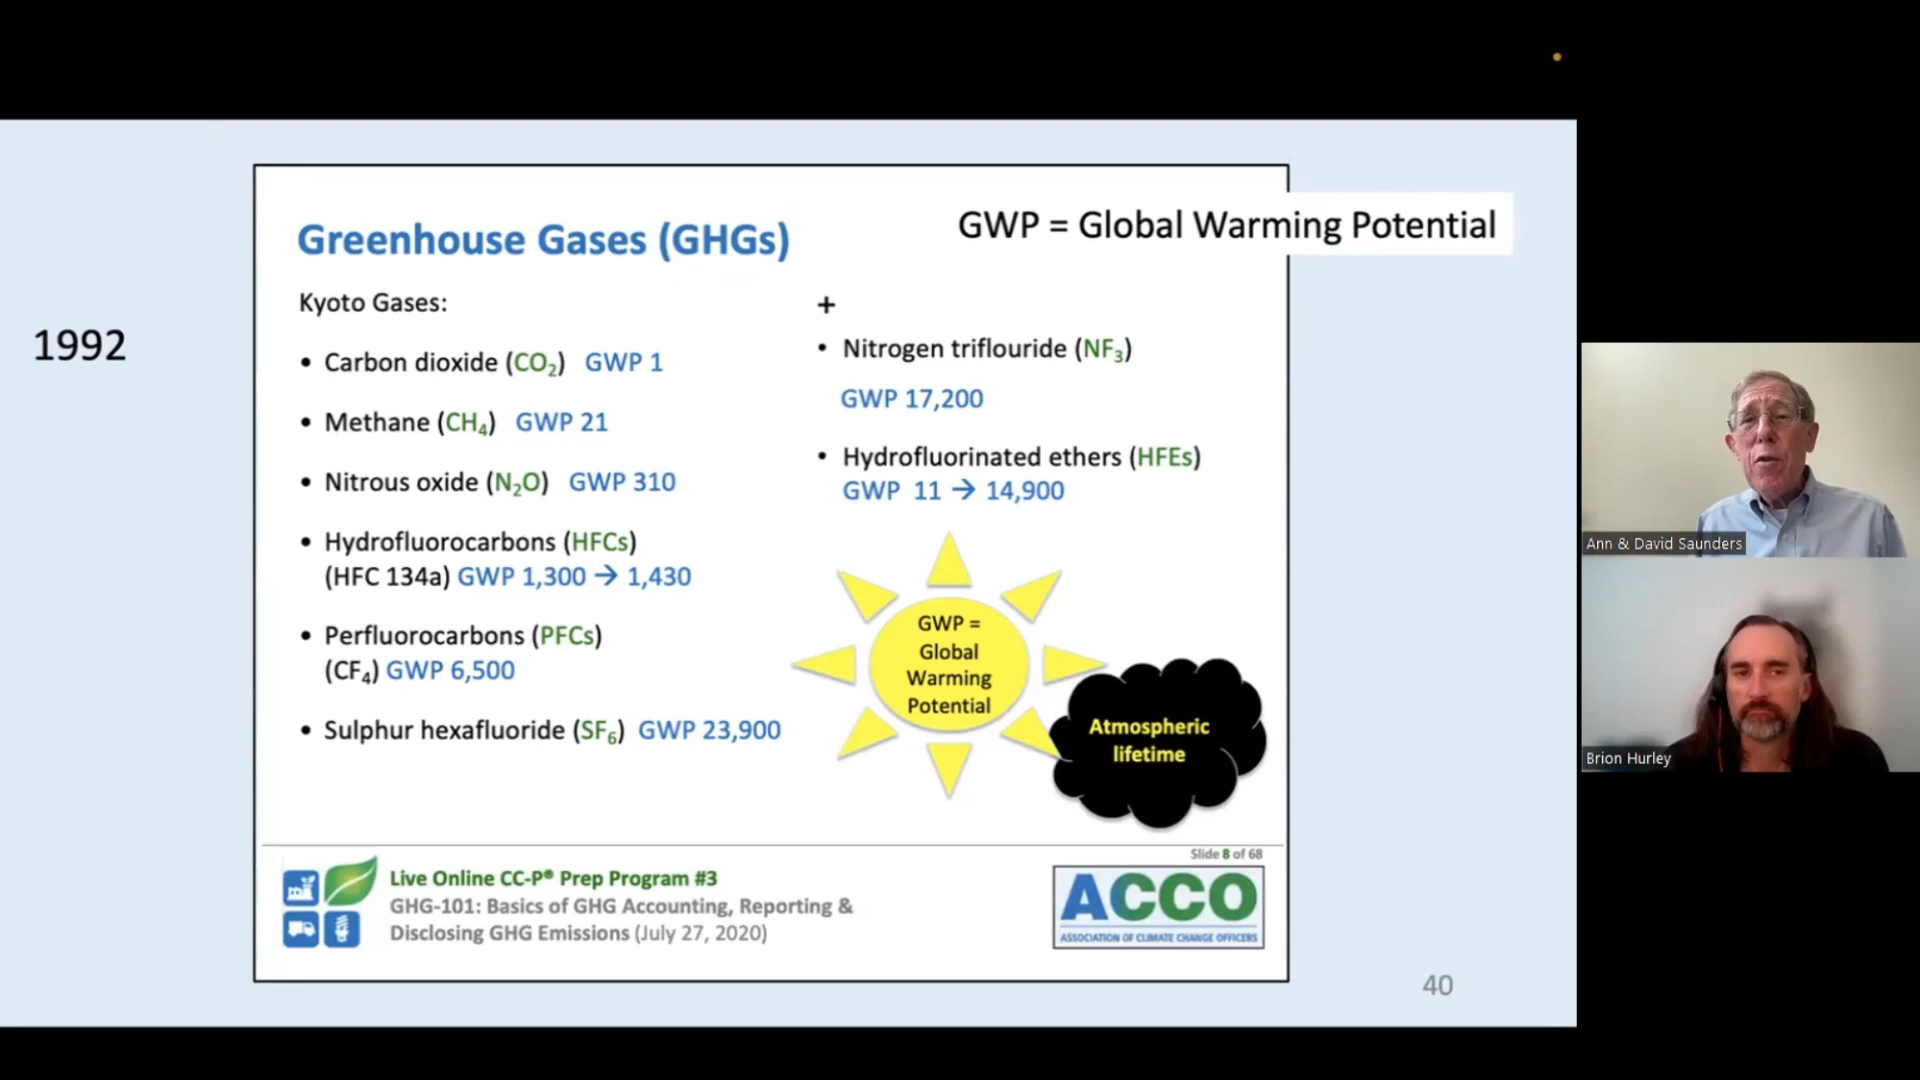 GWP = Global Warming Potential
Greenhouse Gases (GHGs)
1992
Kyoto Gases:
• Carbon dioxide (CO₂) GWP 1
• Methane (CH₄) GWP 21
• Nitrous oxide (N₂O) GWP 310
• Hydrofluorocarbons (HFCs)
(HFC 134a) GWP 1,300 → 1,430
• Perfluorocarbons (PFCs)
(CF₄) GWP 6,500
• Sulphur hexafluoride (SF₆) GWP 23,900
+
• Nitrogen triflouride (NF₃)
GWP 17,200
• Hydrofluorinated ethers (HFEs)
GWP 11 → 14,900
GWP =
Global
Warming
Potential
Atmospheric
lifetime
Slide 8 of 68
Live Online CC-P® Prep Program #3
GHG-101: Basics of GHG Accounting, Reporting &
Disclosing GHG Emissions (July 27, 2020)
ACCO
ASSOCIATION OF CLIMATE CHANGE OFFICERS
40
Ann & David Saunders
Brion Hurley